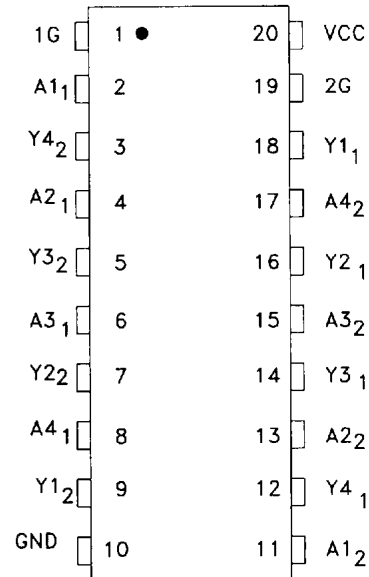 1G 1 20 VCC
A1₁ 2 19 2G
Y4₂ 3 18 Y1₁
A2₁ 4 17 A4₂
Y3₂ 5 16 Y2₁
A3₁ 6 15 A3₂
Y2₂ 7 14 Y3₁
A4₁ 8 13 A2₂
Y1₂ 9 12 Y4₁
GND 10 11 A1₂